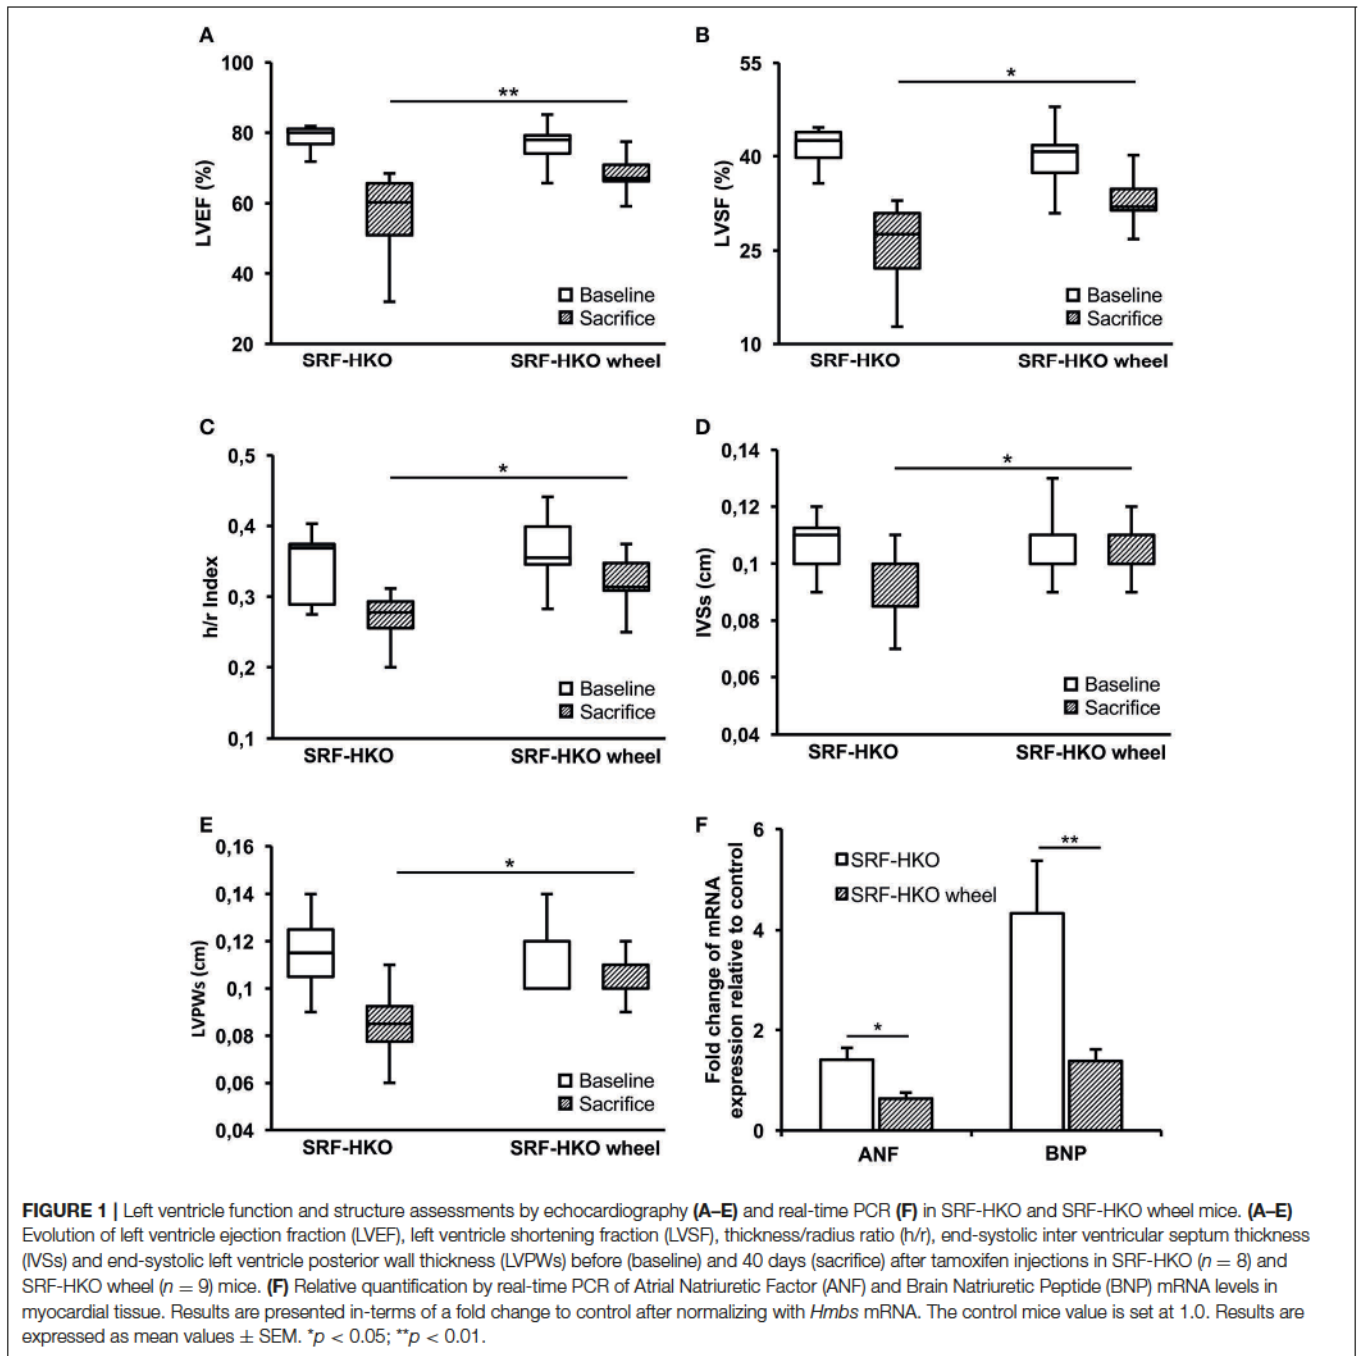 A
100
80
60
40
20
LVEF (%)
**
Baseline
Sacrifice
SRF-HKO
SRF-HKO wheel
B
55
40
25
10
LVSF (%)
*
Baseline
Sacrifice
SRF-HKO
SRF-HKO wheel
C
0,5
0,4
0,3
0,2
0,1
h/r Index
*
Baseline
Sacrifice
SRF-HKO
SRF-HKO wheel
D
0,14
0,12
0,1
0,08
0,06
0,04
IVSs (cm)
*
Baseline
Sacrifice
SRF-HKO
SRF-HKO wheel
E
0,16
0,14
0,12
0,1
0,08
0,06
0,04
LVPWs (cm)
*
Baseline
Sacrifice
SRF-HKO
SRF-HKO wheel
F
6
4
2
0
Fold change of mRNA
expression relative to control
SRF-HKO
SRF-HKO wheel
*
**
ANF
BNP
FIGURE 1 | Left ventricle function and structure assessments by echocardiography (A–E) and real-time PCR (F) in SRF-HKO and SRF-HKO wheel mice. (A–E)
Evolution of left ventricle ejection fraction (LVEF), left ventricle shortening fraction (LVSF), thickness/radius ratio (h/r), end-systolic inter ventricular septum thickness
(IVSs) and end-systolic left ventricle posterior wall thickness (LVPWs) before (baseline) and 40 days (sacrifice) after tamoxifen injections in SRF-HKO (n = 8) and
SRF-HKO wheel (n = 9) mice. (F) Relative quantification by real-time PCR of Atrial Natriuretic Factor (ANF) and Brain Natriuretic Peptide (BNP) mRNA levels in
myocardial tissue. Results are presented in-terms of a fold change to control after normalizing with Hmbs mRNA. The control mice value is set at 1.0. Results are
expressed as mean values ± SEM. *p < 0.05; **p < 0.01.